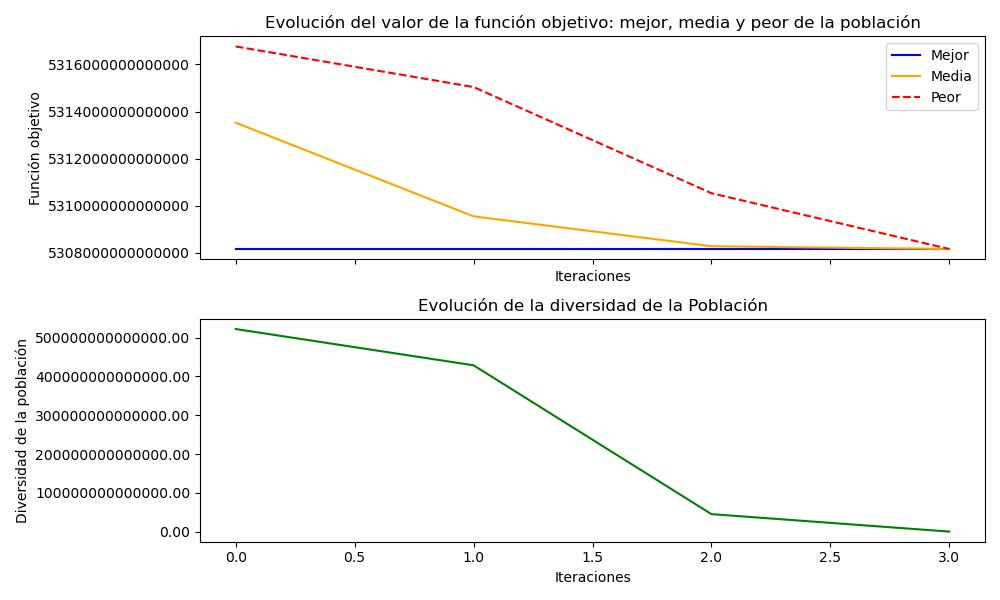 Evolución del valor de la función objetivo: mejor, media y peor de la población
Mejor
Media
Peor
Función objetivo
5316000000000000
5314000000000000
5312000000000000
5310000000000000
5308000000000000
Iteraciones
Evolución de la diversidad de la Población
Diversidad de la población
500000000000000.00
400000000000000.00
300000000000000.00
200000000000000.00
100000000000000.00
0.00
0.0 0.5 1.0 1.5 2.0 2.5 3.0
Iteraciones